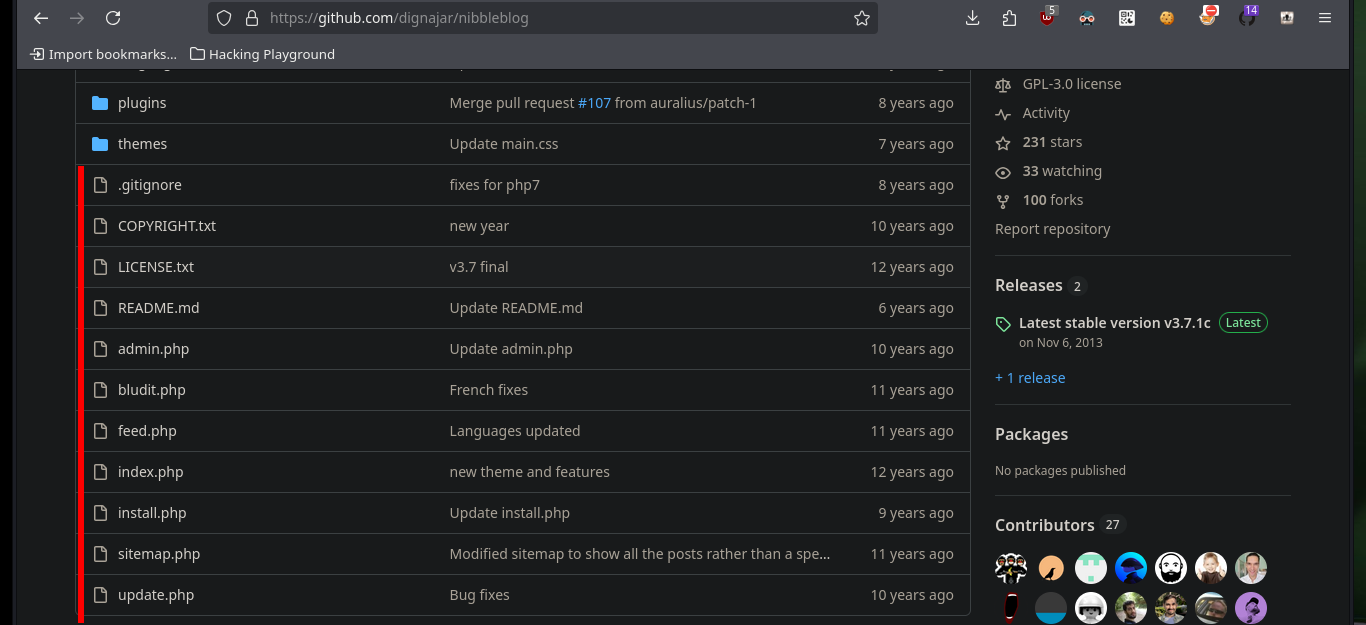 https://github.com/dignajar/nibbleblog
5
14
Import bookmarks...
Hacking Playground
plugins Merge pull request #107 from auralius/patch-1 8 years ago
themes Update main.css 7 years ago
.gitignore fixes for php7 8 years ago
COPYRIGHT.txt new year 10 years ago
LICENSE.txt v3.7 final 12 years ago
README.md Update README.md 6 years ago
admin.php Update admin.php 10 years ago
bludit.php French fixes 11 years ago
feed.php Languages updated 11 years ago
index.php new theme and features 12 years ago
install.php Update install.php 9 years ago
sitemap.php Modified sitemap to show all the posts rather than a spe... 11 years ago
update.php Bug fixes 10 years ago
GPL-3.0 license
Activity
231 stars
33 watching
100 forks
Report repository
Releases 2
Latest stable version v3.7.1c Latest
on Nov 6, 2013
+ 1 release
Packages
No packages published
Contributors 27